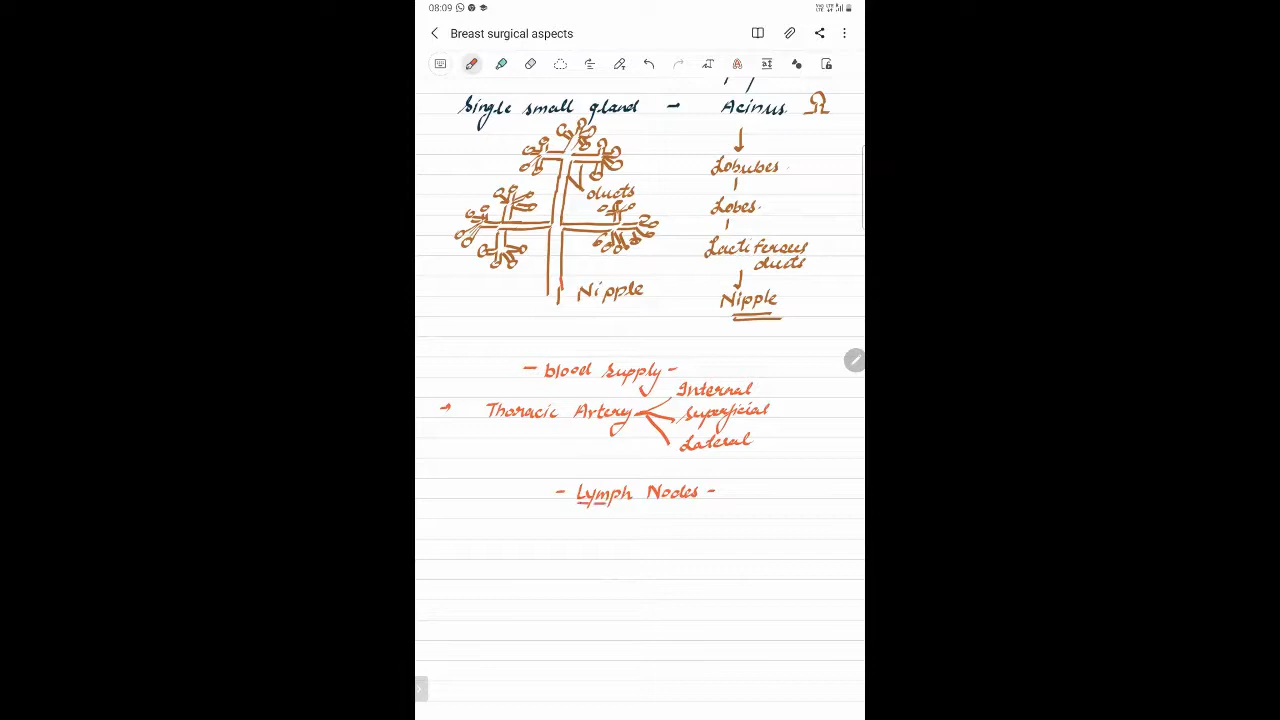 08:09
Breast surgical aspects
Single small gland → Acinus
Lobubes
ducts
Lobes.
Lactiferous
ducts
Nipple
Nipple
- blood supply -
Internal
→ Thoracic Artery superficial
Lateral
- Lymph Nodes -